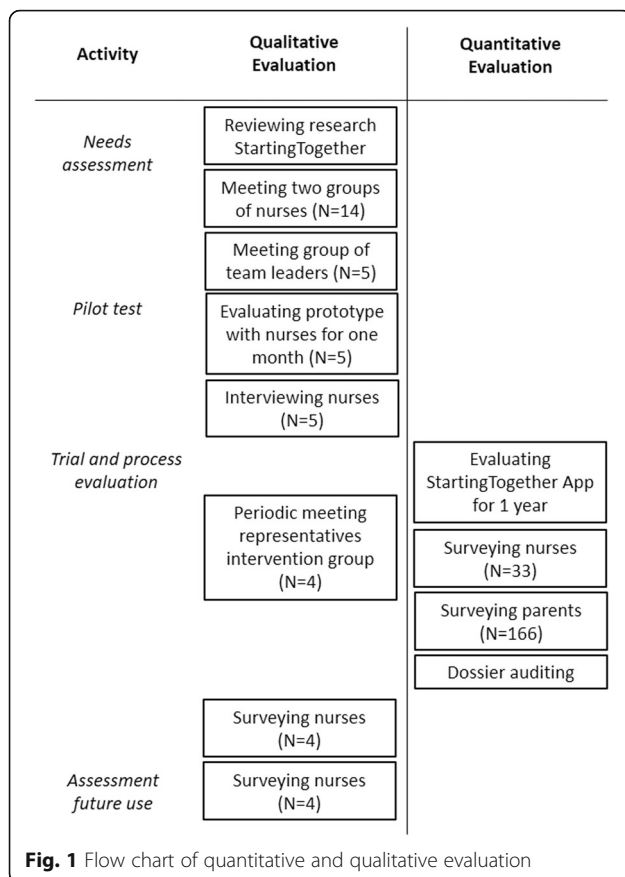 Activity
Qualitative
Evaluation
Quantitative
Evaluation
Needs
assessment
Reviewing research
StartingTogether
Meeting two groups
of nurses (N=14)
Meeting group of
team leaders (N=5)
Pilot test
Evaluating prototype
with nurses for one
month (N=5)
Interviewing nurses
(N=5)
Trial and process
evaluation
Periodic meeting
representatives
intervention group
(N=4)
Evaluating
StartingTogether App
for 1 year
Surveying nurses
(N=33)
Surveying parents
(N=166)
Dossier auditing
Surveying nurses
(N=4)
Assessment
future use
Surveying nurses
(N=4)
Fig. 1 Flow chart of quantitative and qualitative evaluation